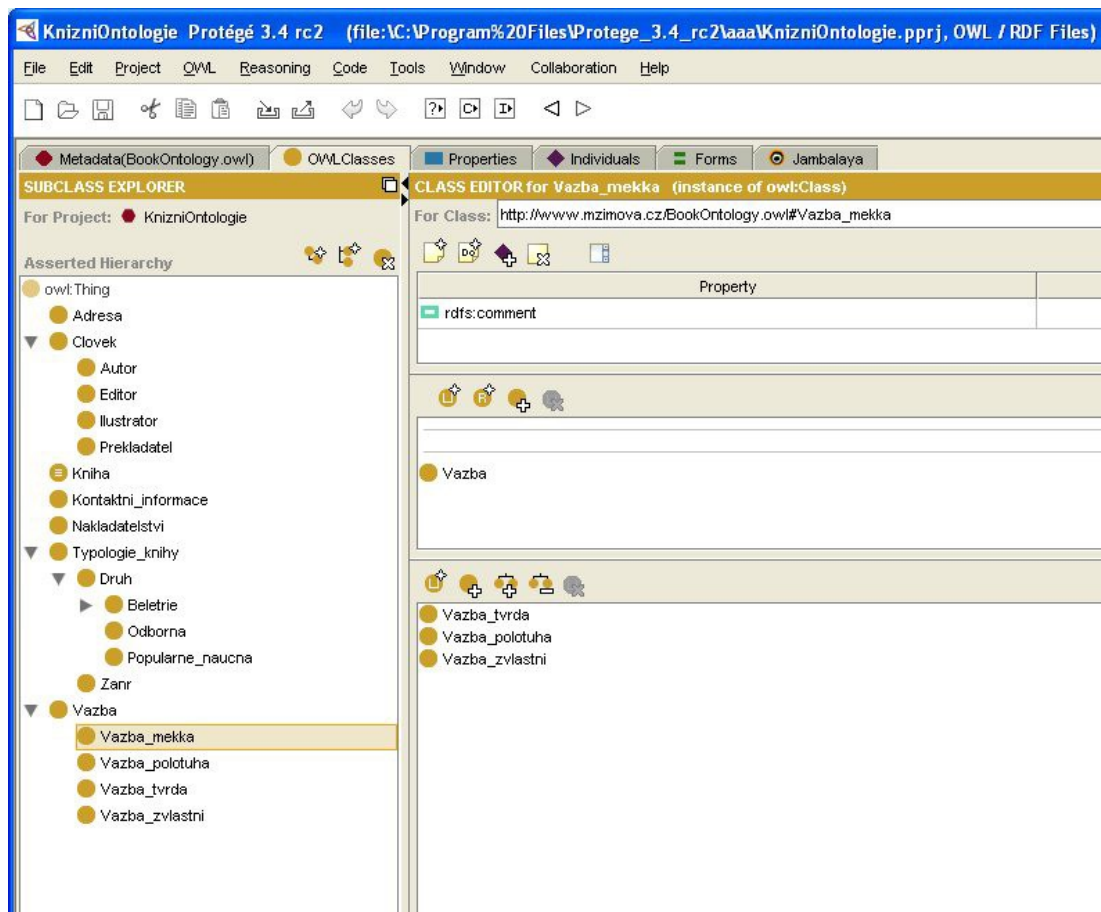 KnizniOntologie Protégé 3.4 rc2 (file:\C:\Program%20Files\Protege_3.4_rc2\aaa\KnizniOntologie.pprj, OWL / RDF Files)
File Edit Project OWL Reasoning Code Tools Window Collaboration Help
Metadata(BookOntology.owl) OWLClasses Properties Individuals Forms Jambalaya
SUBCLASS EXPLORER
For Project: KnizniOntologie
Asserted Hierarchy
owl:Thing
Adresa
Clovek
Autor
Editor
Ilustrator
Prekladatel
Kniha
Kontaktni_informace
Nakladatelstvi
Typologie_knihy
Druh
Beletrie
Odborna
Popularne_naucna
Zanr
Vazba
Vazba_mekka
Vazba_polotuha
Vazba_tvrda
Vazba_zvlastni
CLASS EDITOR for Vazba_mekka (instance of owl:Class)
For Class: http://www.mzimova.cz/BookOntology.owl#Vazba_mekka
Property
rdfs:comment
Vazba
Vazba_tvrda
Vazba_polotuha
Vazba_zvlastni